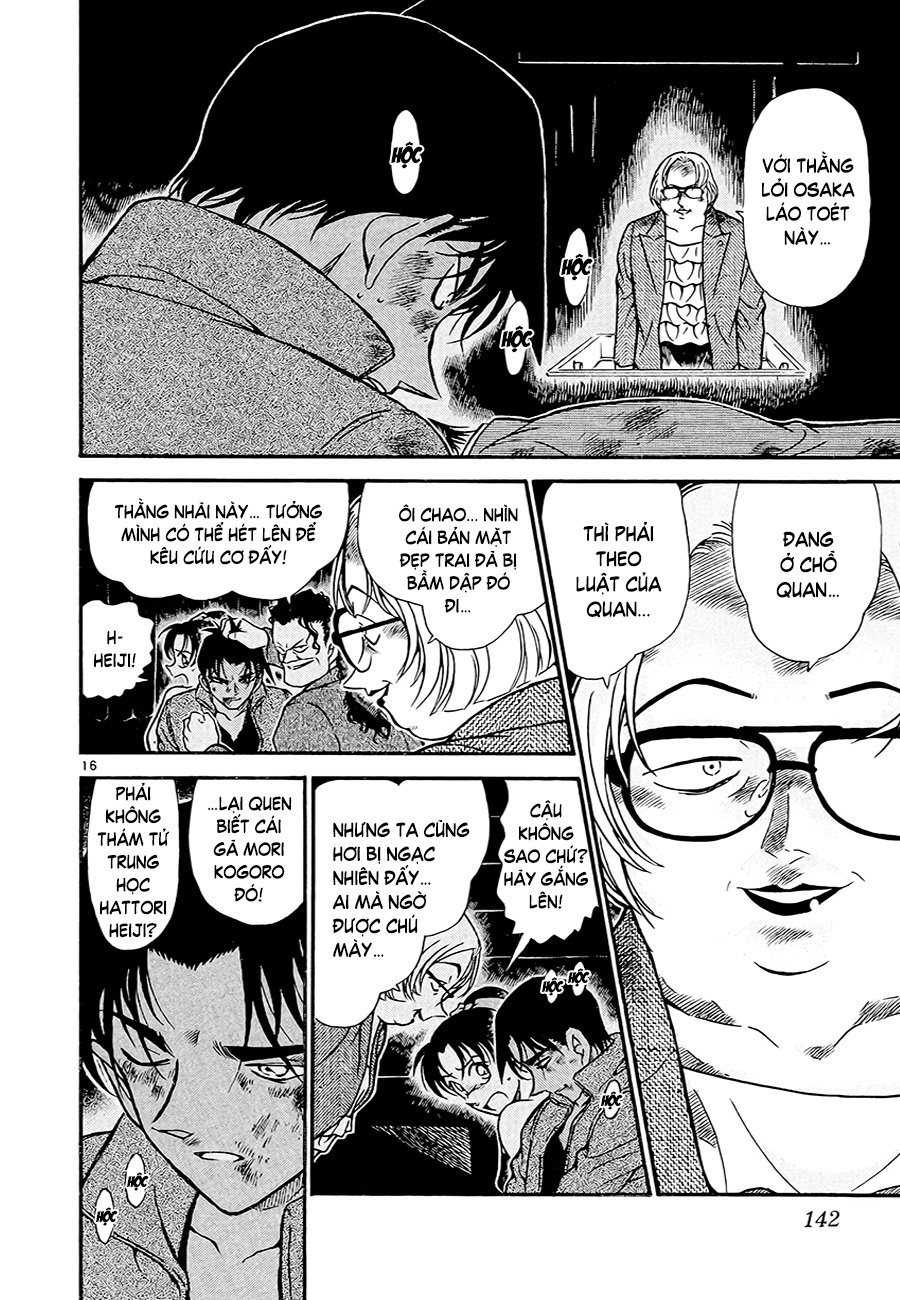 VỚI THẰNG
LỎI OSAKA
LÁO TOÉT
NÀY...
HỘC
HỘC
HỘC
ĐANG
Ở CHỔ
QUAN...
THÌ PHẢI
THEO
LUẬT CỦA
QUAN...
ÔI CHAO... NHÌN
CÁI BẢN MẶT
ĐẸP TRAI ĐÃ BỊ
BẦM DẬP ĐÓ
ĐI...
THẰNG NHẢI NÀY... TƯỞNG
MÌNH CÓ THỂ HÉT LÊN ĐỂ
KÊU CỨU CƠ ĐẤY!
H-
HEIJI!
16
CẬU
KHÔNG
SAO CHỨ?
HÃY GẮNG
LÊN!
NHƯNG TA CŨNG
HƠI BỊ NGẠC
NHIÊN ĐẤY...
AI MÀ NGỜ
ĐƯỢC CHÚ
MÀY...
HỘC
HỘC
HỘC
HỘC
...LẠI QUEN
BIẾT CÁI
GÃ MORI
KOGORO
ĐÓ!
PHẢI
KHÔNG
THÁM TỬ
TRUNG
HỌC
HATTORI
HEIJI?
HỘC
HỘC
142